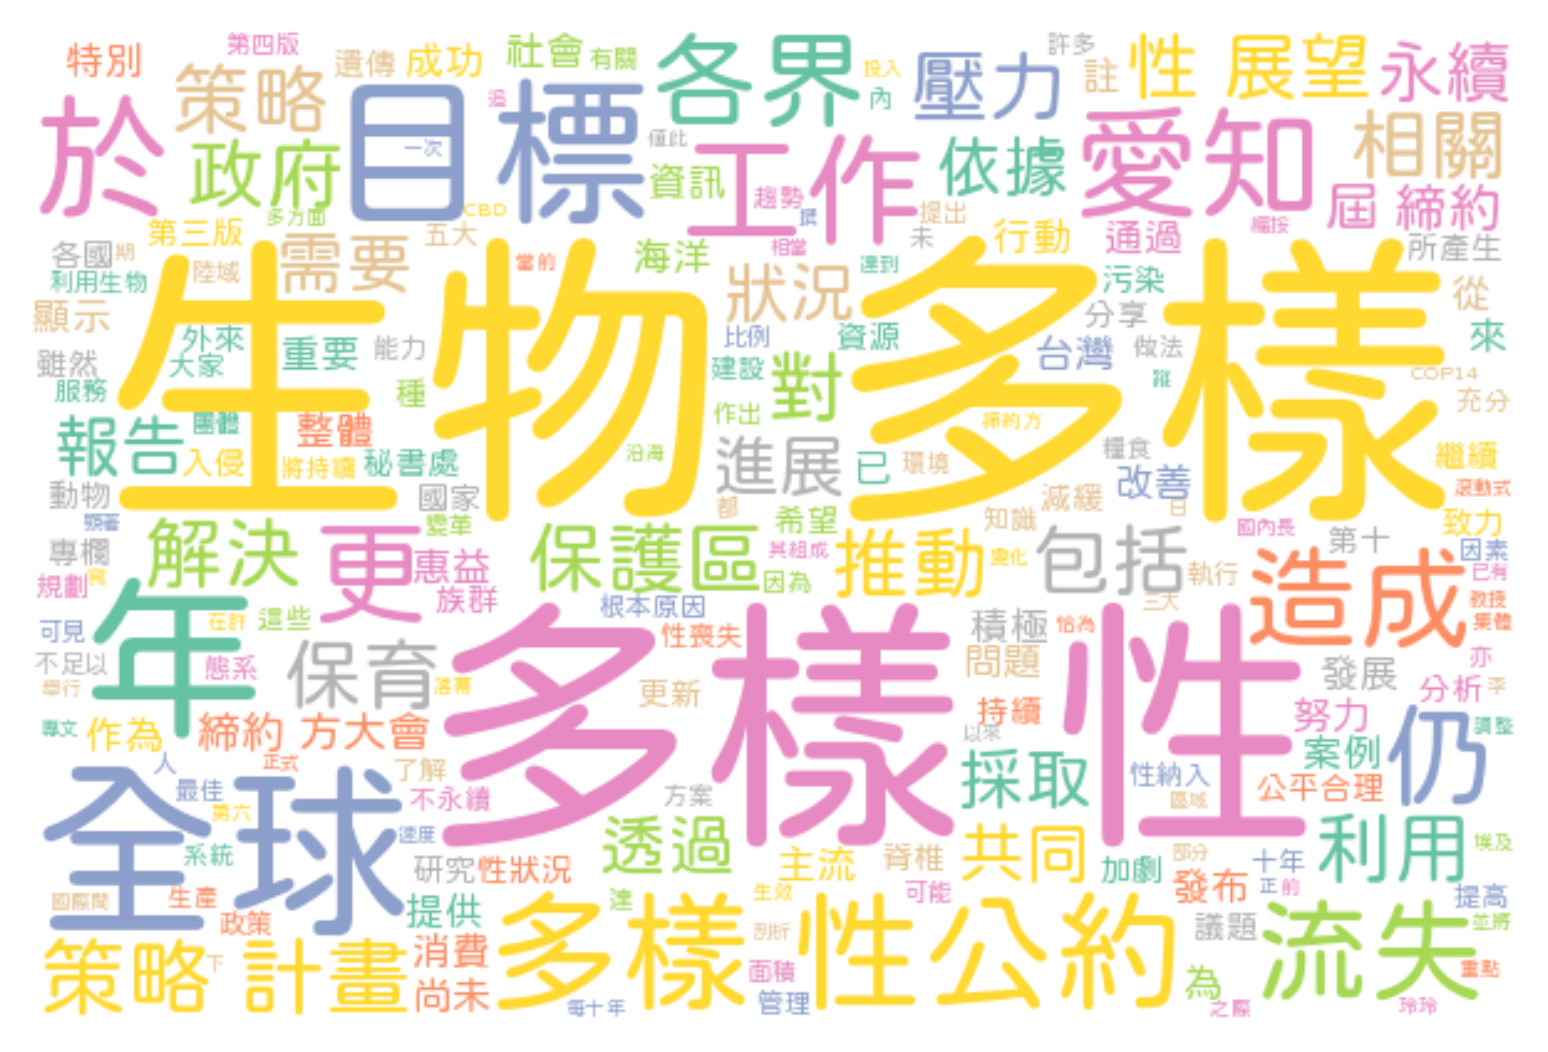 第四版
特別
策略
遺傳
成功
社會
有關
各界
投入
內
壓力
許多
註
性 展望
永續
於
政府
目標
一次
值此
資訊
工作
趨勢
依據
愛知
相關
屆 締約
各國
期
第三版
多方面
CBD
五大
需要
陸域
利用生物
當前
海洋
相當
提出
未
行動
通過
所產生
達到
狀況
污染
分享
從
顯示
外來
大家
重要
能力
生物多樣
比例
資源
台灣
做法
來
雖然
服務
種
建設
對
作出
COP14
充分
締約方
報告
團體
整體
入侵
將持續
秘書處
沿海
進展
已
環境
糧食
改善
繼續
動物
國家
都
減緩
日
滾動式
顯著
變革
希望
知識
國內長
致力
專欄
解決
更
惠益
保護區
其組成
因為
推動
變化
包括
執行
第十
因素
已有
規劃
族群
根本原因
三大
造成
教授
集體
年
在許
這些
可見
不足以
舉行
態系
保育
落幕
性喪失
更新
多樣性
積極
恰為
問題
發展
亦
分析
專文
作為
締約 方大會
持續
以來
努力
案例
仍
調整
人
正式
了解
最佳
第六
不永續
方案
採取
性納入
區域
公平合理
全球
速度
系統
研究
性狀況
透過
主流
脊椎
共同
加劇
部分
發布
十年
正 前
利用
埃及
國際間
生產
政策
提供
達
生效
可能
提高
並將
策略 計畫
下
消費
尚未
多樣性公約
剖析
面積
管理
議題
為
流失
重點
每十年
之際
玲玲